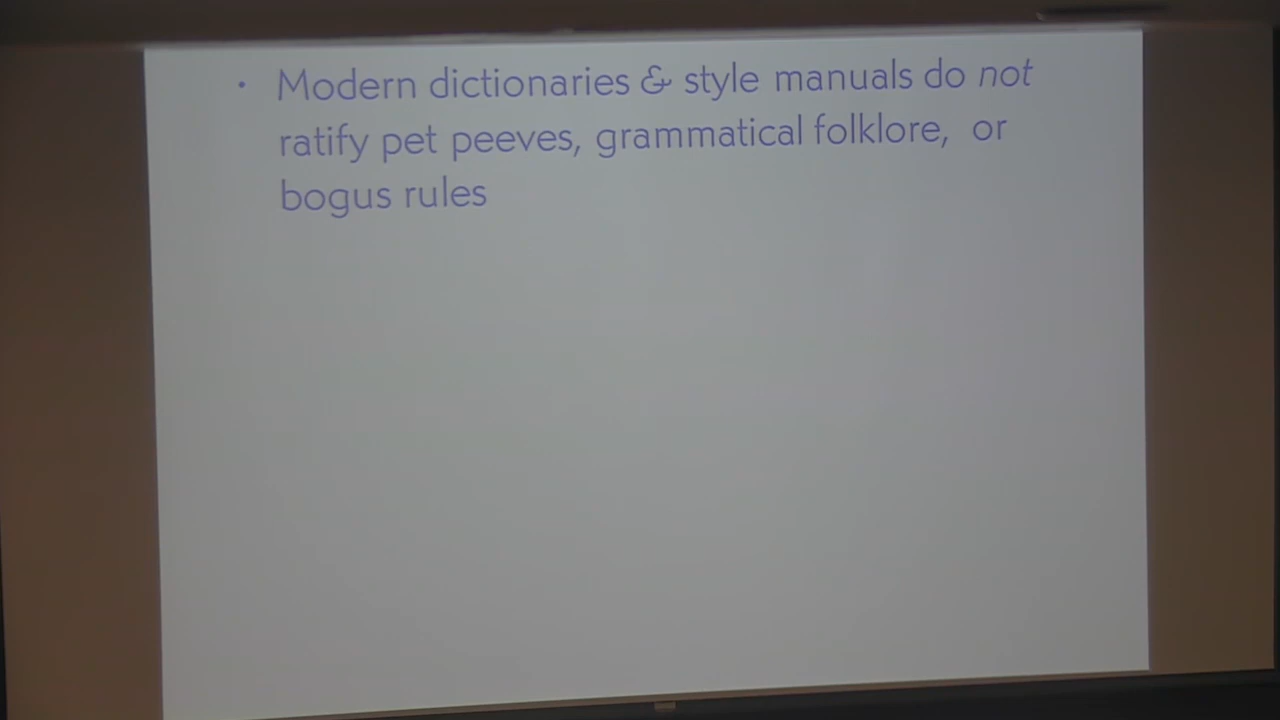 • Modern dictionaries & style manuals do not
ratify pet peeves, grammatical folklore, or
bogus rules